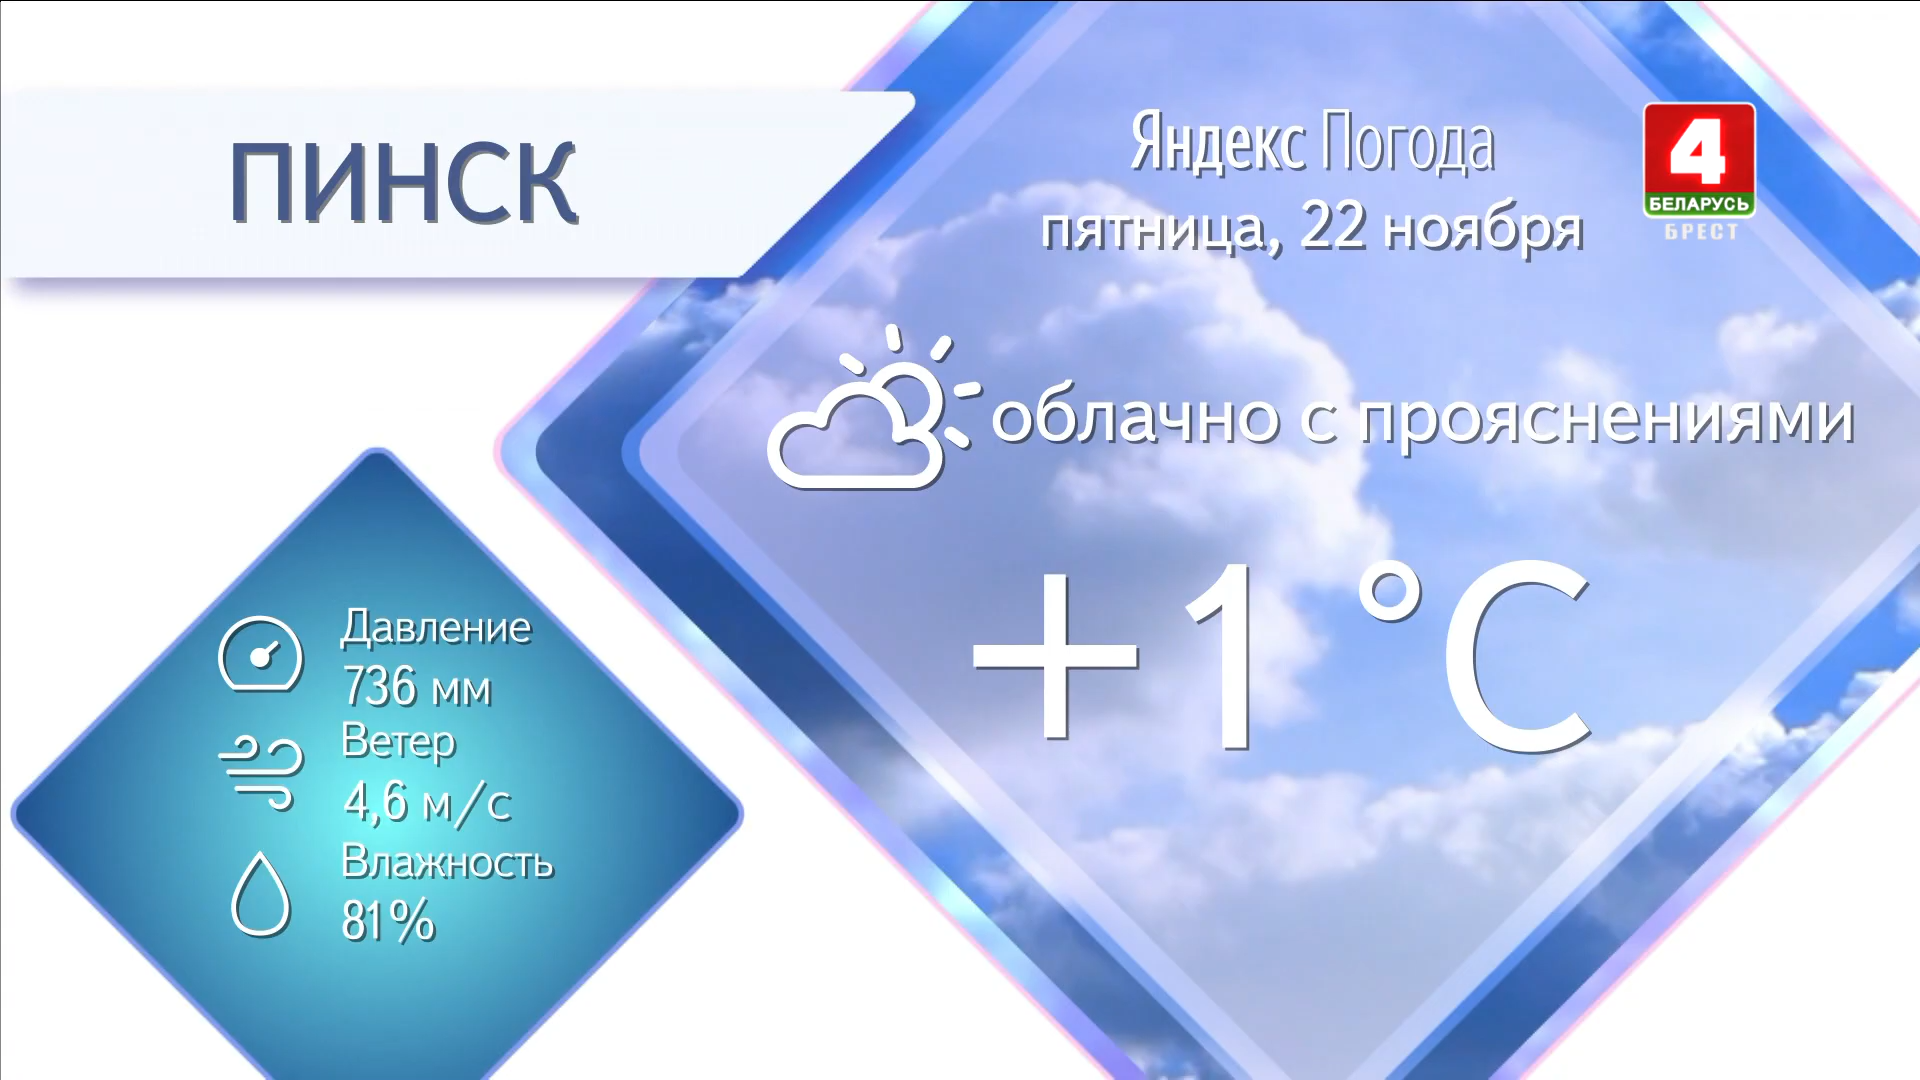 ПИНСК
Яндекс Погода
пятница, 22 ноября
4
БЕЛАРУСЬ
БРЕСТ
облачно с прояснениями
+1 °C
Давление
736 мм
Ветер
4,6 м/с
Влажность
81%